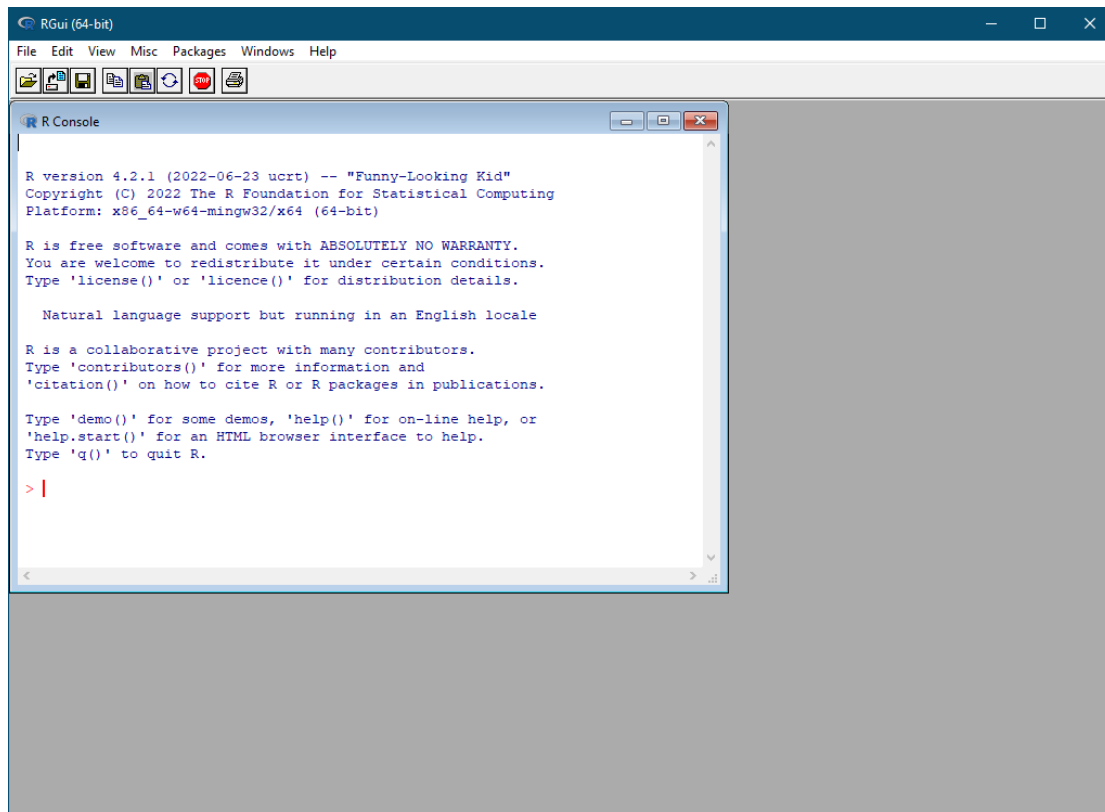 RGui (64-bit)
File Edit View Misc Packages Windows Help
STOP
R Console
R version 4.2.1 (2022-06-23 ucrt) -- "Funny-Looking Kid"
Copyright (C) 2022 The R Foundation for Statistical Computing
Platform: x86_64-w64-mingw32/x64 (64-bit)
R is free software and comes with ABSOLUTELY NO WARRANTY.
You are welcome to redistribute it under certain conditions.
Type 'license()' or 'licence()' for distribution details.
Natural language support but running in an English locale
R is a collaborative project with many contributors.
Type 'contributors()' for more information and
'citation()' on how to cite R or R packages in publications.
Type 'demo()' for some demos, 'help()' for on-line help, or
'help.start()' for an HTML browser interface to help.
Type 'q()' to quit R.
>